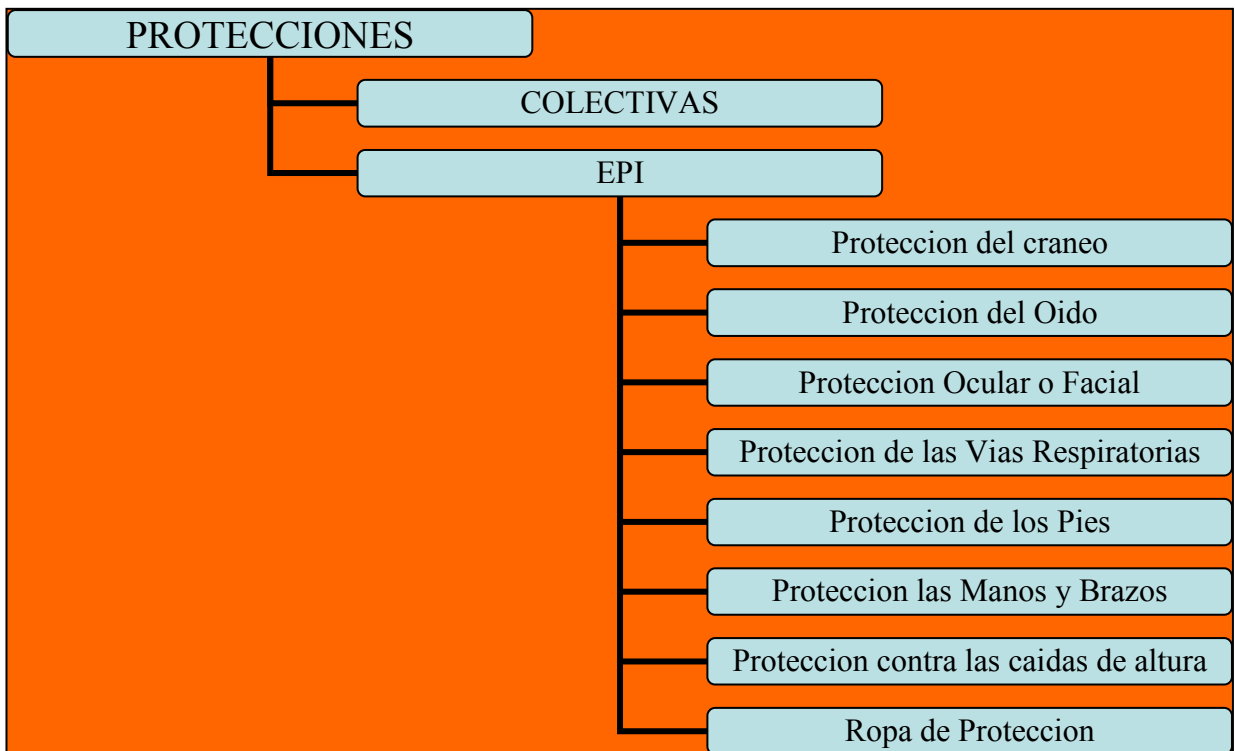 PROTECCIONES
COLECTIVAS
EPI
Proteccion del craneo
Proteccion del Oido
Proteccion Ocular o Facial
Proteccion de las Vias Respiratorias
Proteccion de los Pies
Proteccion las Manos y Brazos
Proteccion contra las caidas de altura
Ropa de Proteccion